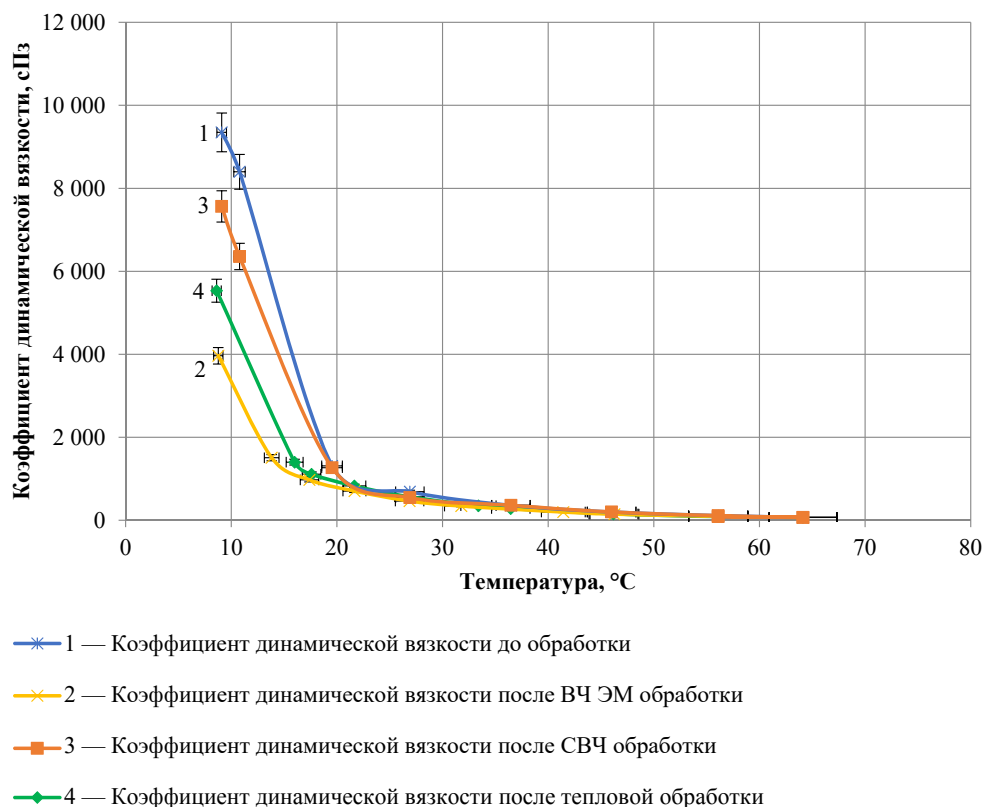 Коэффициент динамической вязкости, сПз
12 000
10 000
8 000
6 000
4 000
2 000
0
1
3
4
2
0 10 20 30 40 50 60 70 80
Температура, °C
1 — Коэффициент динамической вязкости до обработки
2 — Коэффициент динамической вязкости после ВЧ ЭМ обработки
3 — Коэффициент динамической вязкости после СВЧ обработки
4 — Коэффициент динамической вязкости после тепловой обработки